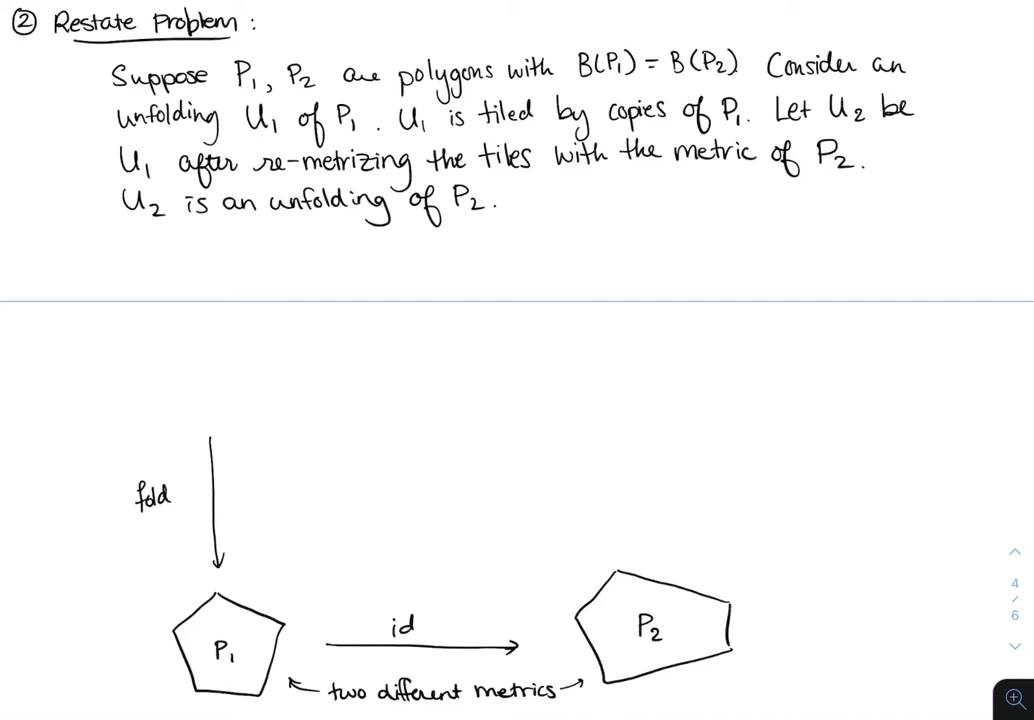 ② Restate Problem :
Suppose P₁, P₂ are polygons with B(P₁) = B(P₂). Consider an
unfolding U₁ of P₁. U₁ is tiled by copies of P₁. Let U₂ be
U₁ after re-metrizing the tiles with the metric of P₂.
U₂ is an unfolding of P₂.
fold
4
/
6
id
P₁
P₂
two different metrics